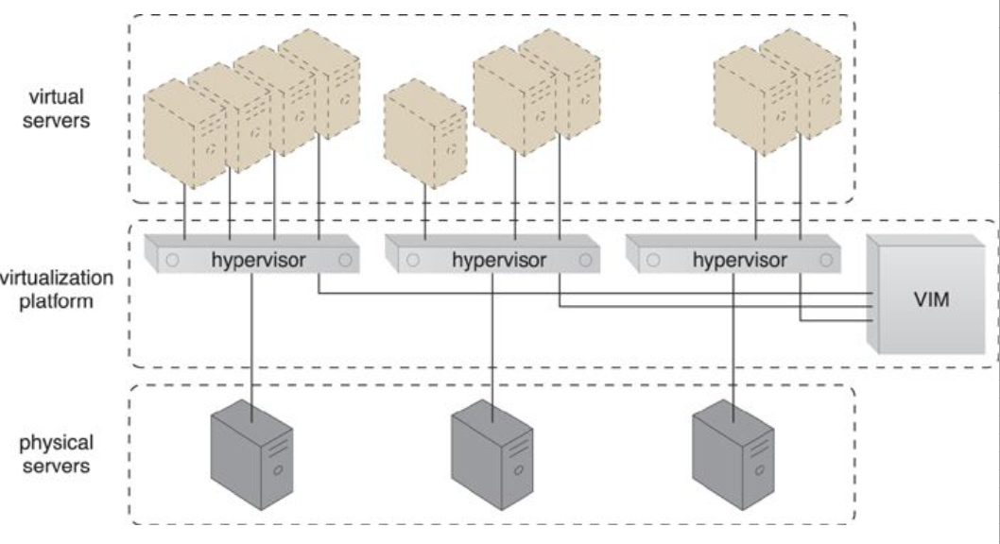 virtual
servers
hypervisor
hypervisor
hypervisor
virtualization
platform
VIM
physical
servers